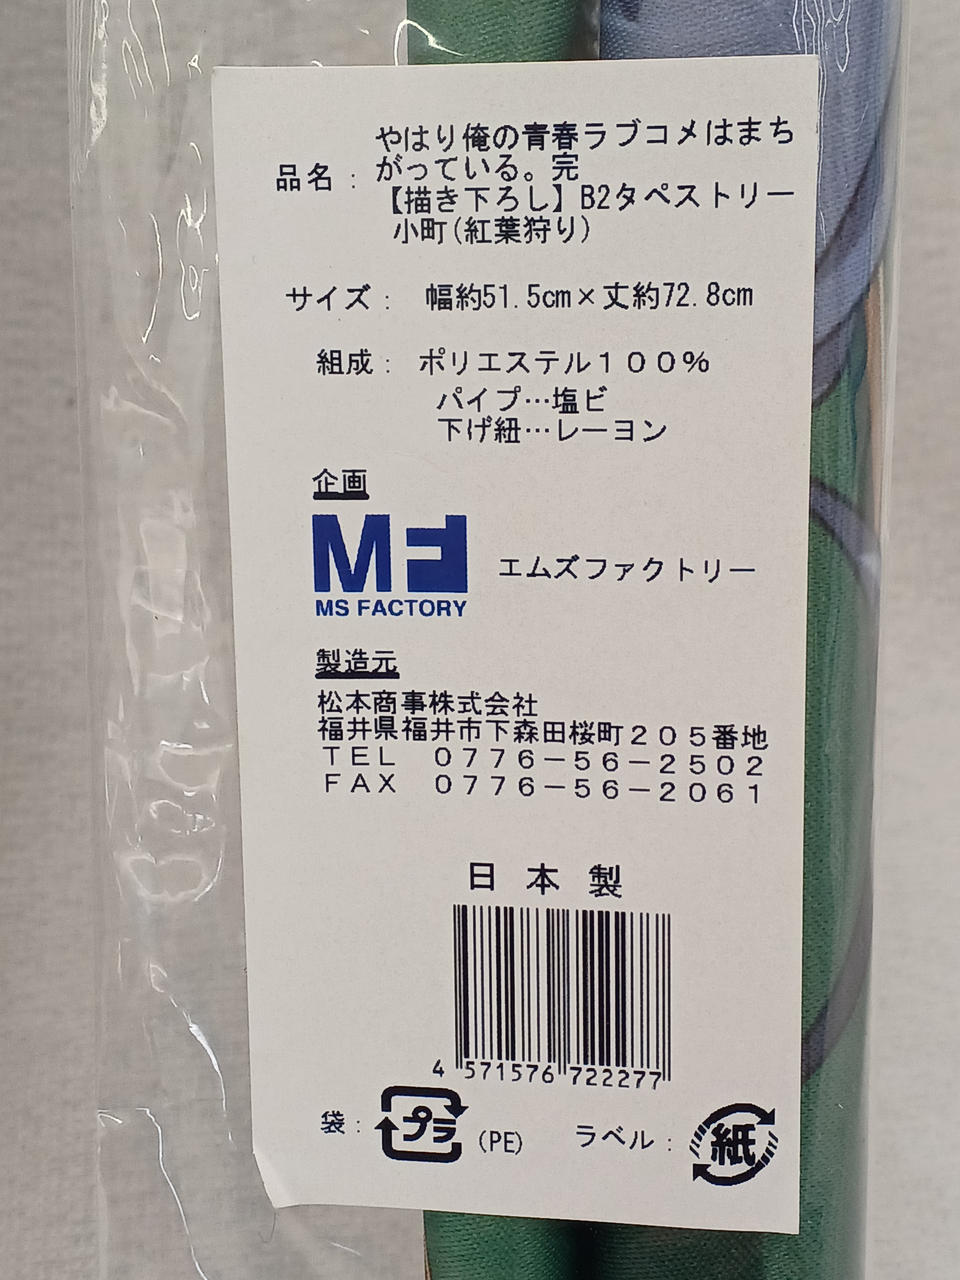 品名：やはり俺の青春ラブコメはまち
がっている。完
【描き下ろし】B2タペストリー
小町(紅葉狩り)
サイズ： 幅約51.5cm×丈約72.8cm
組成： ポリエステル１００％
パイプ…塩ビ
下げ紐…レーヨン
企画
MF
MS FACTORY
エムズファクトリー
製造元
松本商事株式会社
福井県福井市下森田桜町２０５番地
ＴＥＬ ０７７６－５６－２５０２
ＦＡＸ ０７７６－５６－２０６１
日本製
4 571576 722277
袋： プラ (PE) ラベル： 紙